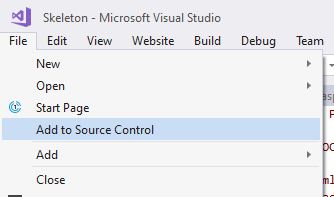 Skeleton - Microsoft Visual Studio
File Edit View Website Build Debug Team
New
Open
Start Page
Add to Source Control
Add
Close